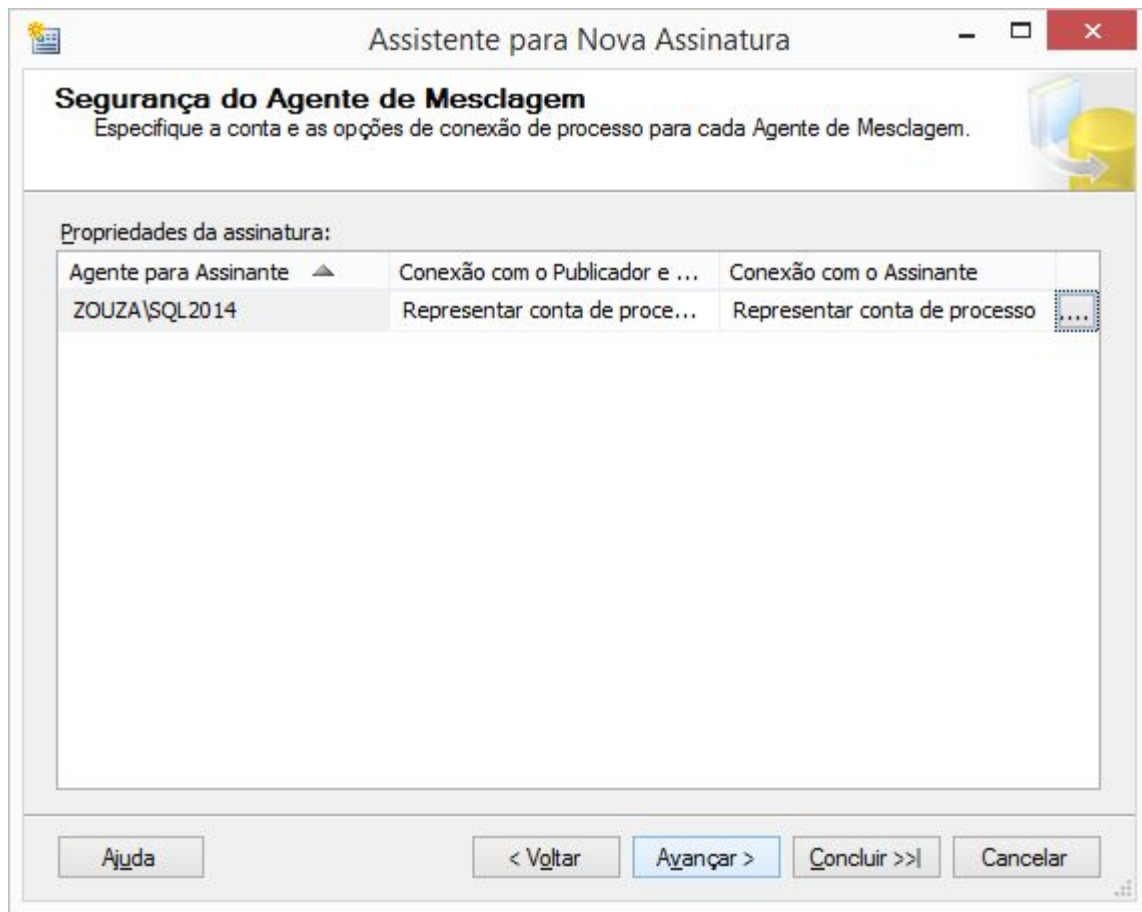 Assistente para Nova Assinatura
Segurança do Agente de Mesclagem
Especifique a conta e as opções de conexão de processo para cada Agente de Mesclagem.
Propriedades da assinatura:
Agente para Assinante Conexão com o Publicador e ... Conexão com o Assinante
ZOUZA\SQL2014 Representar conta de proce... Representar conta de processo ....
Ajuda < Voltar Avançar > Concluir >>| Cancelar